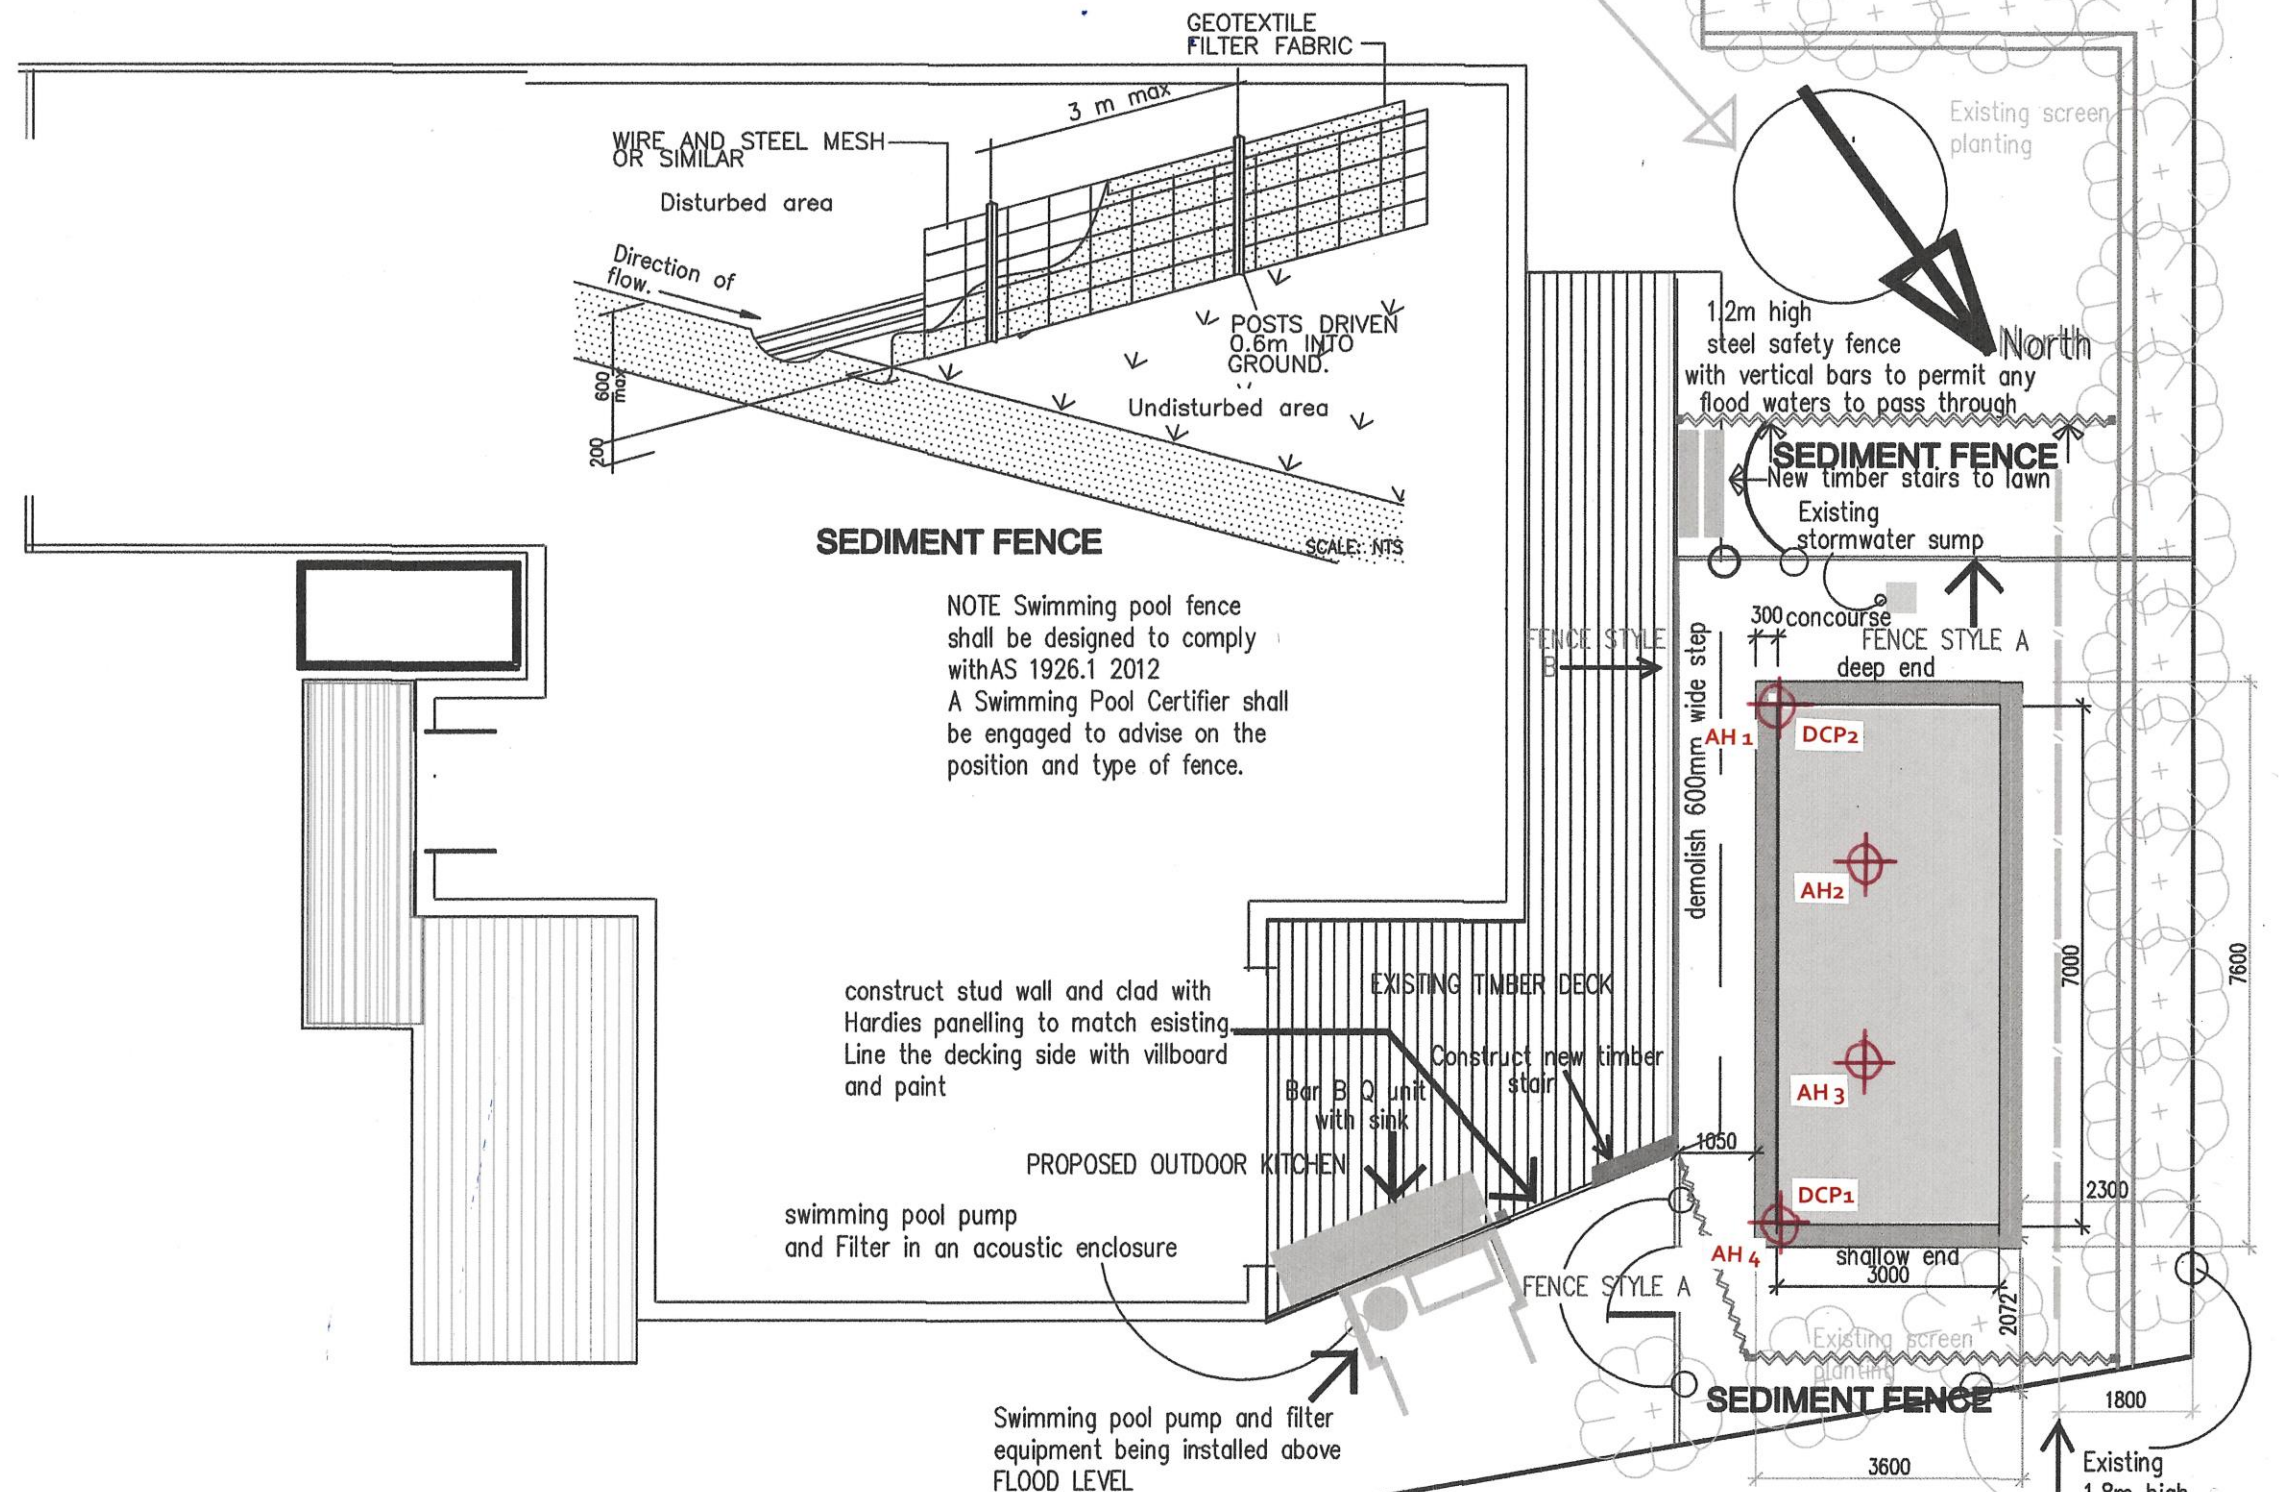 GEOTEXTILE
FILTER FABRIC
3 m max
WIRE AND STEEL MESH
OR SIMILAR
Disturbed area
Direction of
flow.
600
max
200
POSTS DRIVEN
0.6m INTO
GROUND.
Undisturbed area
SEDIMENT FENCE
SCALE: NTS
NOTE Swimming pool fence
shall be designed to comply
withAS 1926.1 2012
A Swimming Pool Certifier shall
be engaged to advise on the
position and type of fence.
Existing screen
planting
North
1.2m high
steel safety fence
with vertical bars to permit any
flood waters to pass through
SEDIMENT FENCE
New timber stairs to lawn
Existing
stormwater sump
300 concourse
FENCE STYLE A
deep end
FENCE STYLE
B
demolish 600mm wide step
AH 1
DCP2
AH2
AH 3
7000
7600
DCP1
AH 4
shallow end
3000
1050
2300
2072
construct stud wall and clad with
Hardies panelling to match esisting
Line the decking side with villboard
and paint
EXISTING TMBER DECK
Construct new timber
stair
Bar B Q unit
with sink
PROPOSED OUTDOOR KITCHEN
swimming pool pump
and Filter in an acoustic enclosure
FENCE STYLE A
Existing screen
planting
SEDIMENT FENCE
1800
3600
Swimming pool pump and filter
equipment being installed above
FLOOD LEVEL
Existing
1.8m high